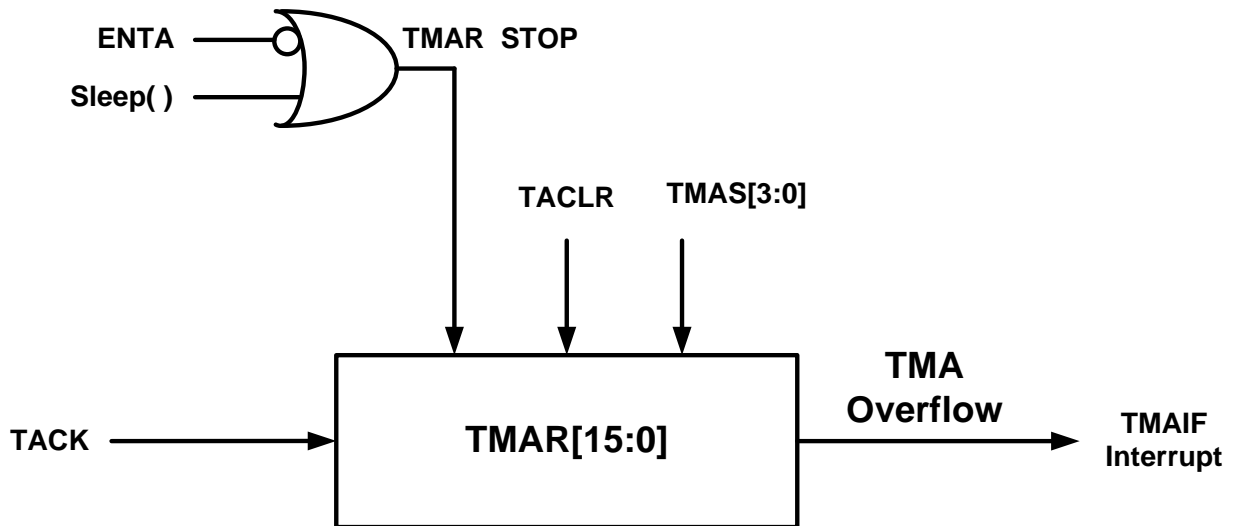 ENTA
TMAR STOP
Sleep( )
TACLR
TMAS[3:0]
TMA
Overflow
TACK
TMAR[15:0]
TMAIF
Interrupt